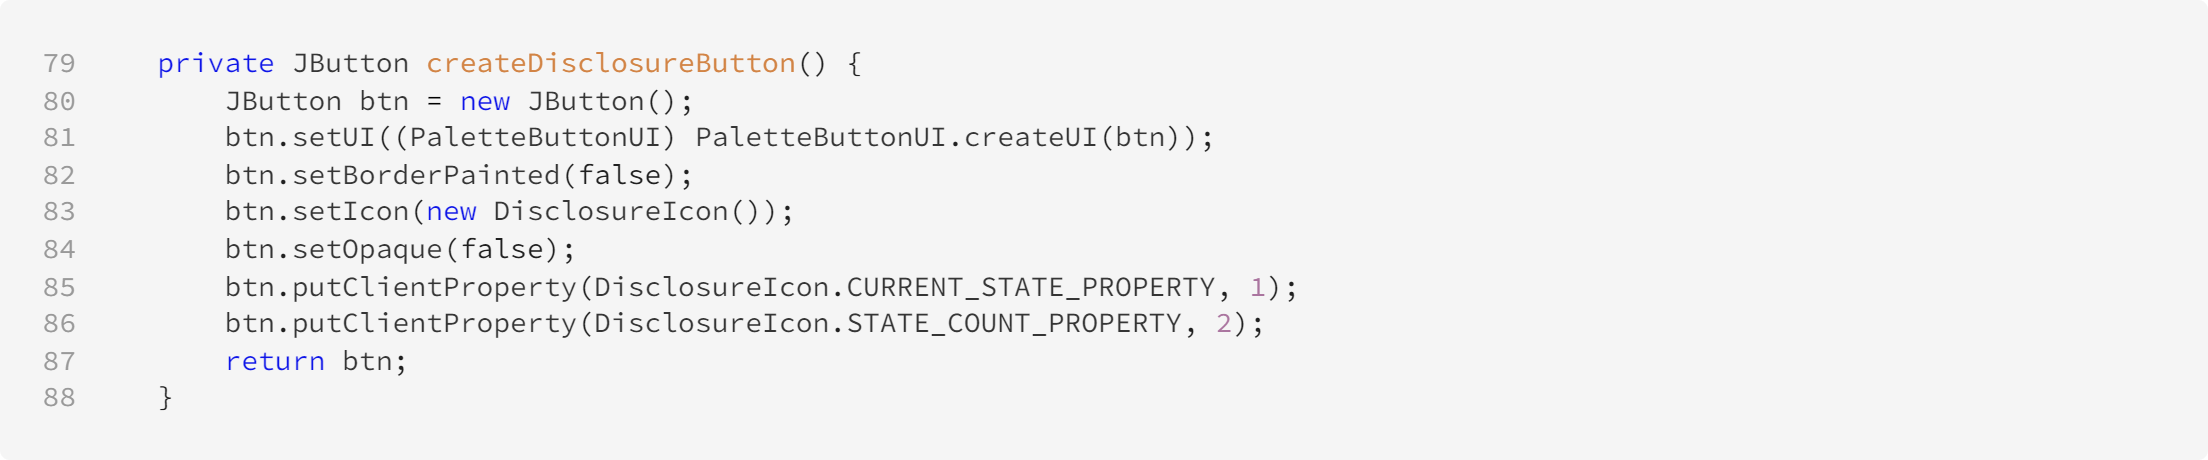 79     private JButton createDisclosureButton() {
80         JButton btn = new JButton();
81         btn.setUI((PaletteButtonUI) PaletteButtonUI.createUI(btn));
82         btn.setBorderPainted(false);
83         btn.setIcon(new DisclosureIcon());
84         btn.setOpaque(false);
85         btn.putClientProperty(DisclosureIcon.CURRENT_STATE_PROPERTY, 1);
86         btn.putClientProperty(DisclosureIcon.STATE_COUNT_PROPERTY, 2);
87         return btn;
88     }